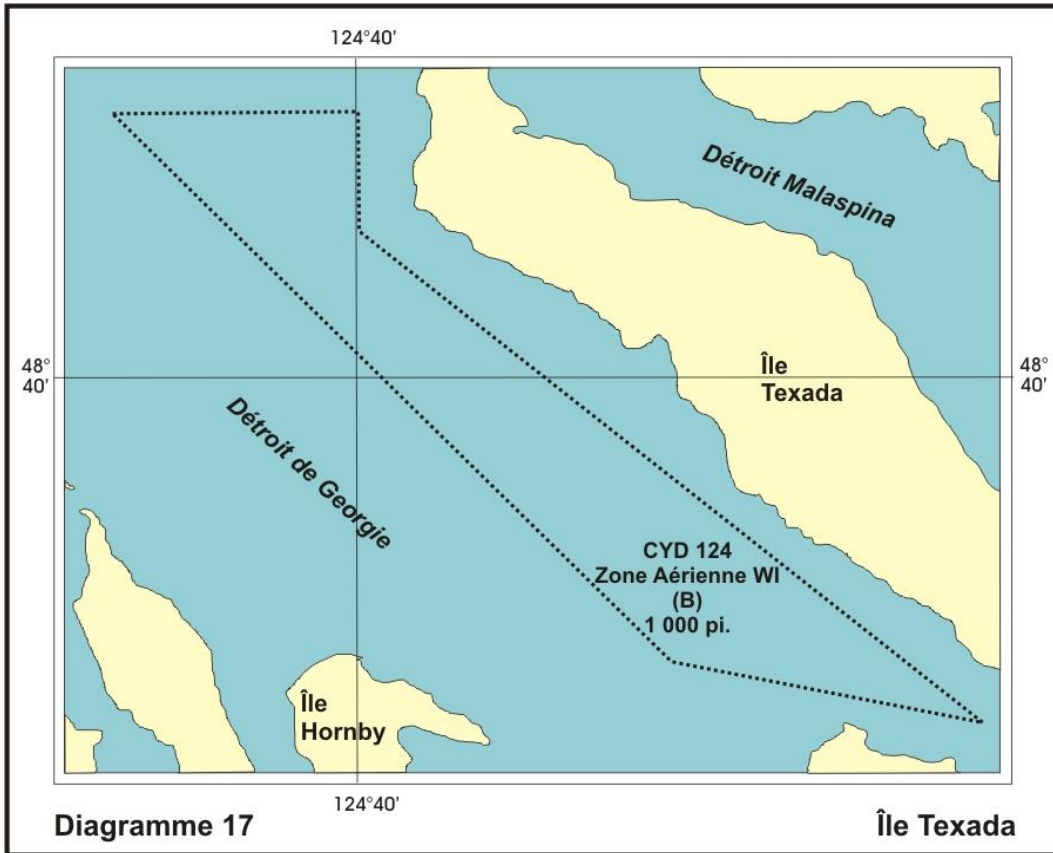 124°40'
Détroit Malaspina
48°
40'
Île
Texada
48°
40'
Détroit de Georgie
CYD 124
Zone Aérienne WI
(B)
1 000 pi.
Île
Hornby
124°40'
Diagramme 17
Île Texada